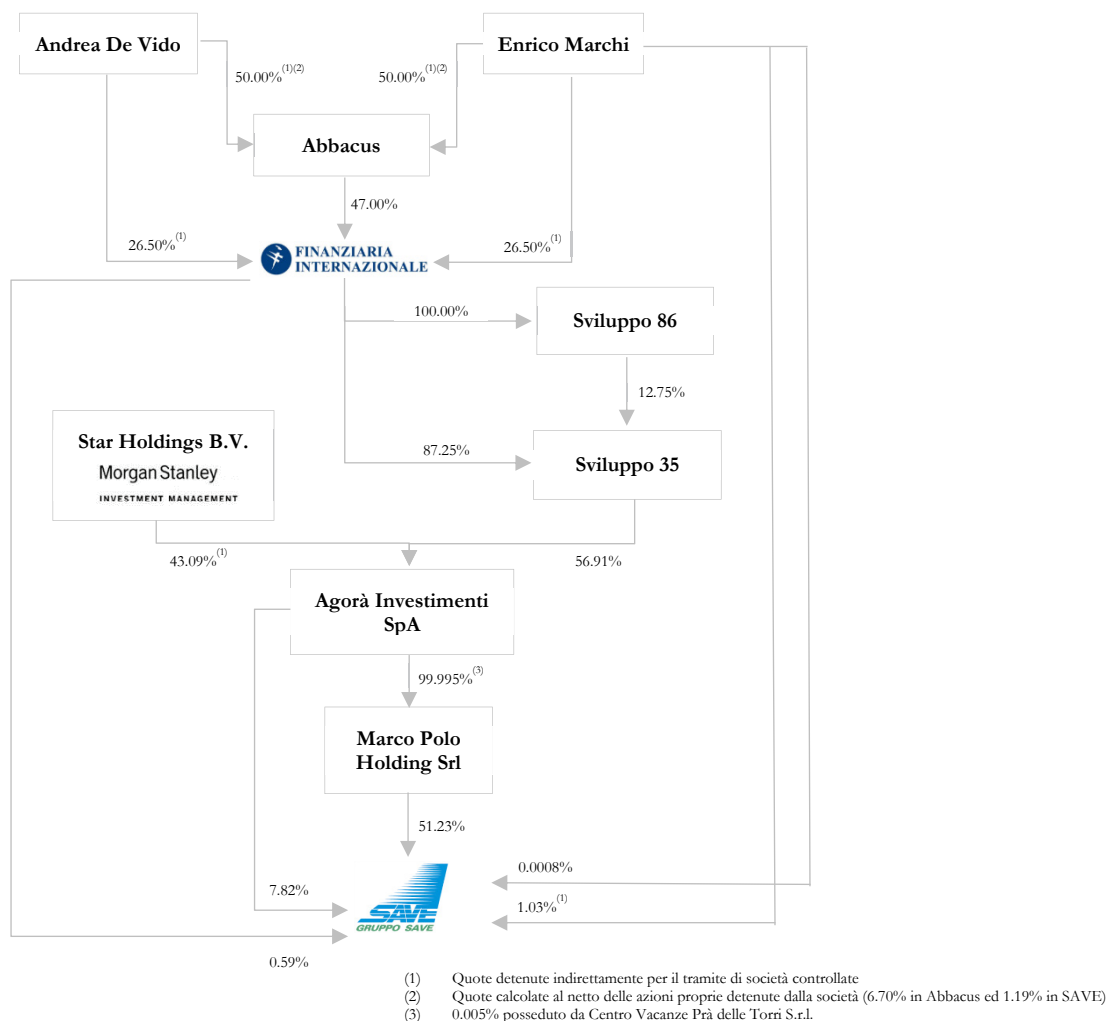 Andrea De Vido
Enrico Marchi
50.00%(1)(2)
50.00%(1)(2)
Abbacus
47.00%
26.50%(1)
FINANZIARIA
INTERNAZIONALE
26.50%(1)
100.00%
Sviluppo 86
12.75%
Star Holdings B.V.
Morgan Stanley
INVESTMENT MANAGEMENT
87.25%
Sviluppo 35
43.09%(1)
56.91%
Agorà Investimenti
SpA
99.995%(3)
Marco Polo
Holding Srl
51.23%
0.0008%
7.82%
SAVE
GRUPPO SAVE
1.03%(1)
0.59%
(1) Quote detenute indirettamente per il tramite di società controllate
(2) Quote calcolate al netto delle azioni proprie detenute dalla società (6.70% in Abbacus ed 1.19% in SAVE)
(3) 0.005% posseduto da Centro Vacanze Prà delle Torri S.r.l.